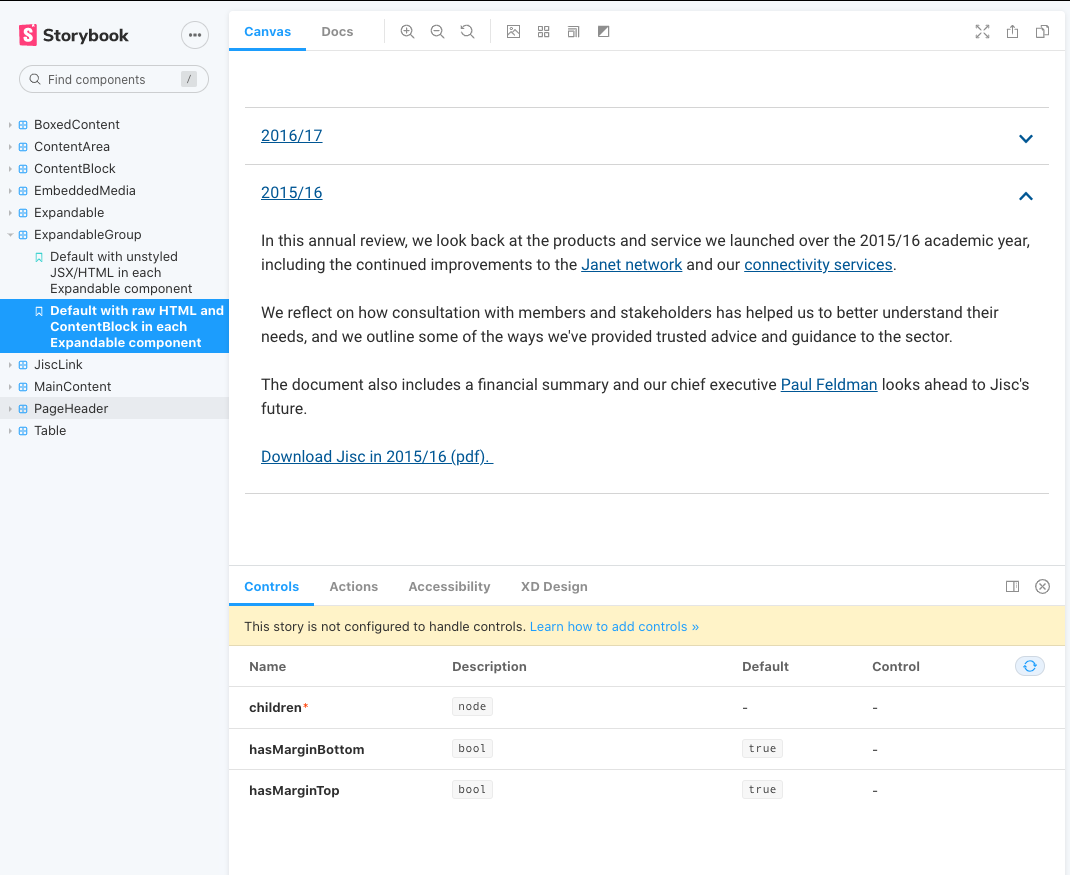 Storybook
Find components /
BoxedContent
ContentArea
ContentBlock
EmbeddedMedia
Expandable
ExpandableGroup
Default with unstyled
JSX/HTML in each
Expandable component
Default with raw HTML and
ContentBlock in each
Expandable component
JiscLink
MainContent
PageHeader
Table
Canvas Docs
2016/17
2015/16
In this annual review, we look back at the products and service we launched over the 2015/16 academic year,
including the continued improvements to the Janet network and our connectivity services.
We reflect on how consultation with members and stakeholders has helped us to better understand their
needs, and we outline some of the ways we've provided trusted advice and guidance to the sector.
The document also includes a financial summary and our chief executive Paul Feldman looks ahead to Jisc's
future.
Download Jisc in 2015/16 (pdf).
Controls Actions Accessibility XD Design
This story is not configured to handle controls. Learn how to add controls »
Name Description Default Control
children* node - -
hasMarginBottom bool true -
hasMarginTop bool true -